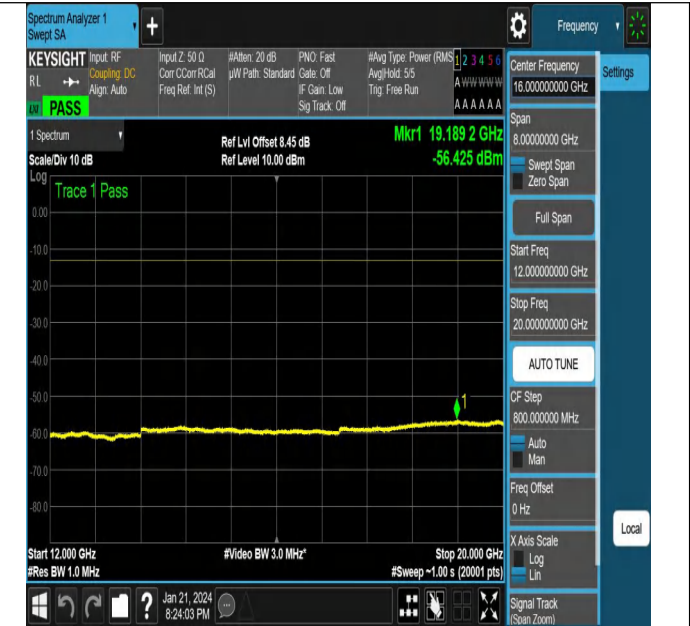 Spectrum Analyzer 1
Swept SA
+
Frequency
KEYSIGHT
RL
LXI
PASS
Input: RF
Coupling: DC
Align: Auto
Input Z: 50 Ω
Corr CCorr RCal
Freq Ref: Int (S)
#Atten: 20 dB
µW Path: Standard
PNO: Fast
Gate: Off
IF Gain: Low
Sig Track: Off
#Avg Type: Power (RMS
Avg|Hold: 5/5
Trig: Free Run
1 2 3 4 5 6
A W W W W W
A A A A A A
1 Spectrum
Scale/Div 10 dB
Log
Ref Lvl Offset 8.45 dB
Ref Level 10.00 dBm
Mkr1 19.189 2 GHz
-56.425 dBm
Trace 1 Pass
0.00
-10.0
-20.0
-30.0
-40.0
-50.0
-60.0
-70.0
-80.0
1
Start 12.000 GHz
#Res BW 1.0 MHz
#Video BW 3.0 MHz*
Stop 20.000 GHz
#Sweep ~1.00 s (20001 pts)
?
Jan 21, 2024
8:24:03 PM
Center Frequency
16.000000000 GHz
Settings
Span
8.00000000 GHz
Swept Span
Zero Span
Full Span
Start Freq
12.000000000 GHz
Stop Freq
20.000000000 GHz
AUTO TUNE
CF Step
800.000000 MHz
Auto
Man
Freq Offset
0 Hz
X Axis Scale
Log
Lin
Local
Signal Track
(Span Zoom)